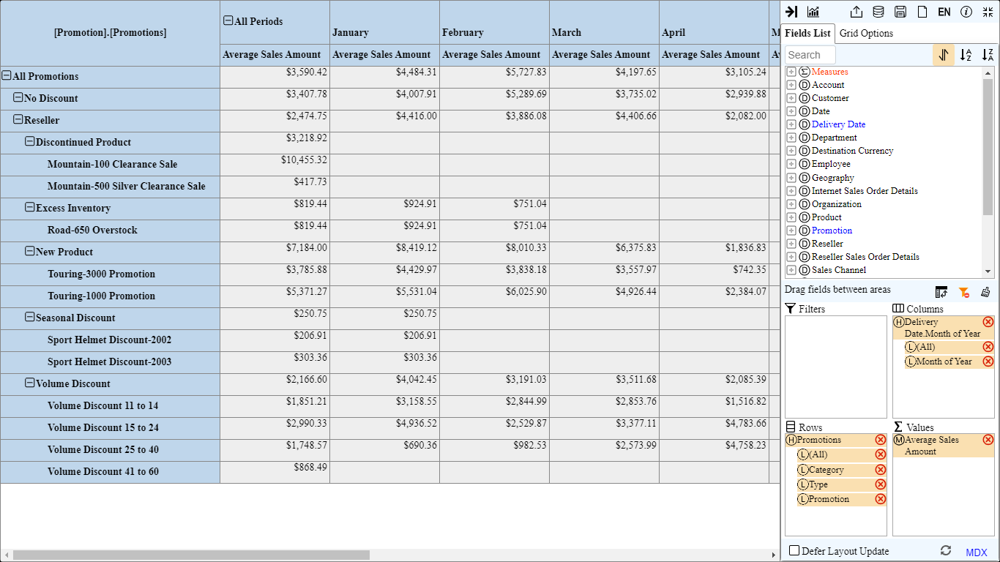 [Promotion].[Promotions]
All Periods
January
February
March
April
M
Average Sales Amount
Average Sales Amount
Average Sales Amount
Average Sales Amount
Average Sales Amount
All Promotions $3,590.42 $4,484.31 $5,727.83 $4,197.65 $3,105.24
No Discount $3,407.78 $4,007.91 $5,289.69 $3,735.02 $2,939.88
Reseller $2,474.75 $4,416.00 $3,886.08 $4,406.66 $2,082.00
Discontinued Product $3,218.92
Mountain-100 Clearance Sale $10,455.32
Mountain-500 Silver Clearance Sale $417.73
Excess Inventory $819.44 $924.91 $751.04
Road-650 Overstock $819.44 $924.91 $751.04
New Product $7,184.00 $8,419.12 $8,010.33 $6,375.83 $1,836.83
Touring-3000 Promotion $3,785.88 $4,429.97 $3,838.18 $3,557.97 $742.35
Touring-1000 Promotion $5,371.27 $5,531.04 $6,025.90 $4,926.44 $2,384.07
Seasonal Discount $250.75 $250.75
Sport Helmet Discount-2002 $206.91 $206.91
Sport Helmet Discount-2003 $303.36 $303.36
Volume Discount $2,166.60 $4,042.45 $3,191.03 $3,511.68 $2,085.39
Volume Discount 11 to 14 $1,851.21 $3,158.55 $2,844.99 $2,853.76 $1,516.82
Volume Discount 15 to 24 $2,990.33 $4,936.52 $2,529.87 $3,377.11 $4,783.66
Volume Discount 25 to 40 $1,748.57 $690.36 $982.53 $2,573.99 $4,758.23
Volume Discount 41 to 60 $868.49
EN
Fields List Grid Options
Search
Σ Measures
D Account
D Customer
D Date
D Delivery Date
D Department
D Destination Currency
D Employee
D Geography
D Internet Sales Order Details
D Organization
D Product
D Promotion
D Reseller
D Reseller Sales Order Details
D Sales Channel
Drag fields between areas
Filters
Columns
H Delivery
Date.Month of Year
L (All)
L Month of Year
Rows
H Promotions
L (All)
L Category
L Type
L Promotion
Σ Values
M Average Sales
Amount
Defer Layout Update
MDX